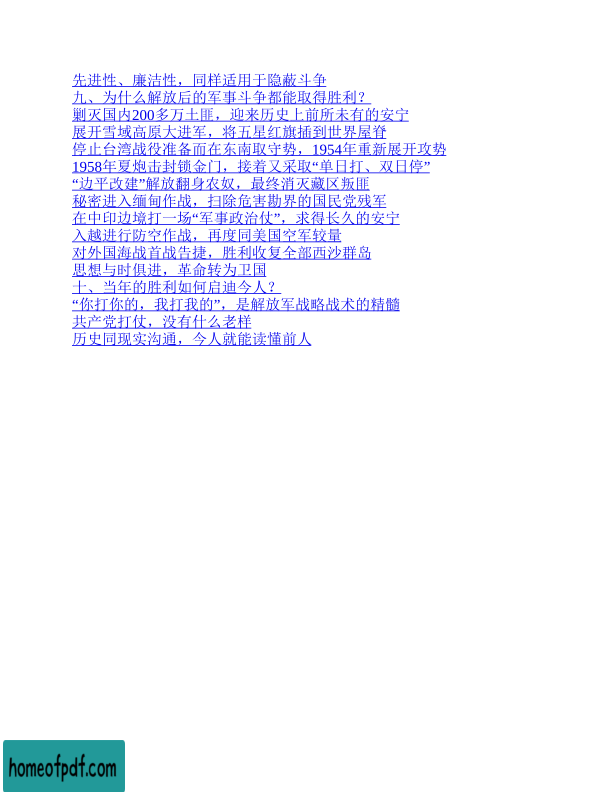 先进性、廉洁性，同样适用于隐蔽斗争
九、为什么解放后的军事斗争都能取得胜利？
剿灭国内200多万土匪，迎来历史上前所未有的安宁
展开雪域高原大进军，将五星红旗插到世界屋脊
停止台湾战役准备而在东南取守势，1954年重新展开攻势
1958年夏炮击封锁金门，接着又采取“单日打、双日停”
“边平改建”解放翻身农奴，最终消灭藏区叛匪
秘密进入缅甸作战，扫除危害勘界的国民党残军
在中印边境打一场“军事政治仗”，求得长久的安宁
入越进行防空作战，再度同美国空军较量
对外国海战首战告捷，胜利收复全部西沙群岛
思想与时俱进，革命转为卫国
十、当年的胜利如何启迪今人？
“你打你的，我打我的”，是解放军战略战术的精髓
共产党打仗，没有什么老样
历史同现实沟通，今人就能读懂前人
homeofpdf.com